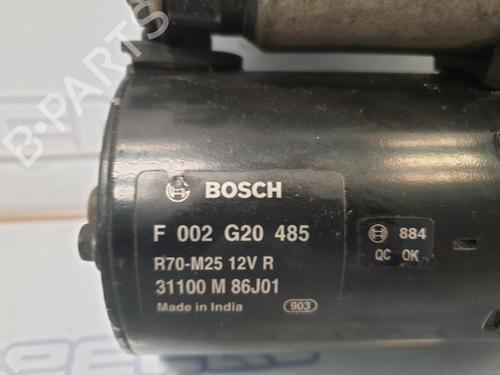 B-PARTS
BOSCH
F 002 G20 485
R70-M25 12V R
31100 M 86J01
Made in India
903
884
QC OK